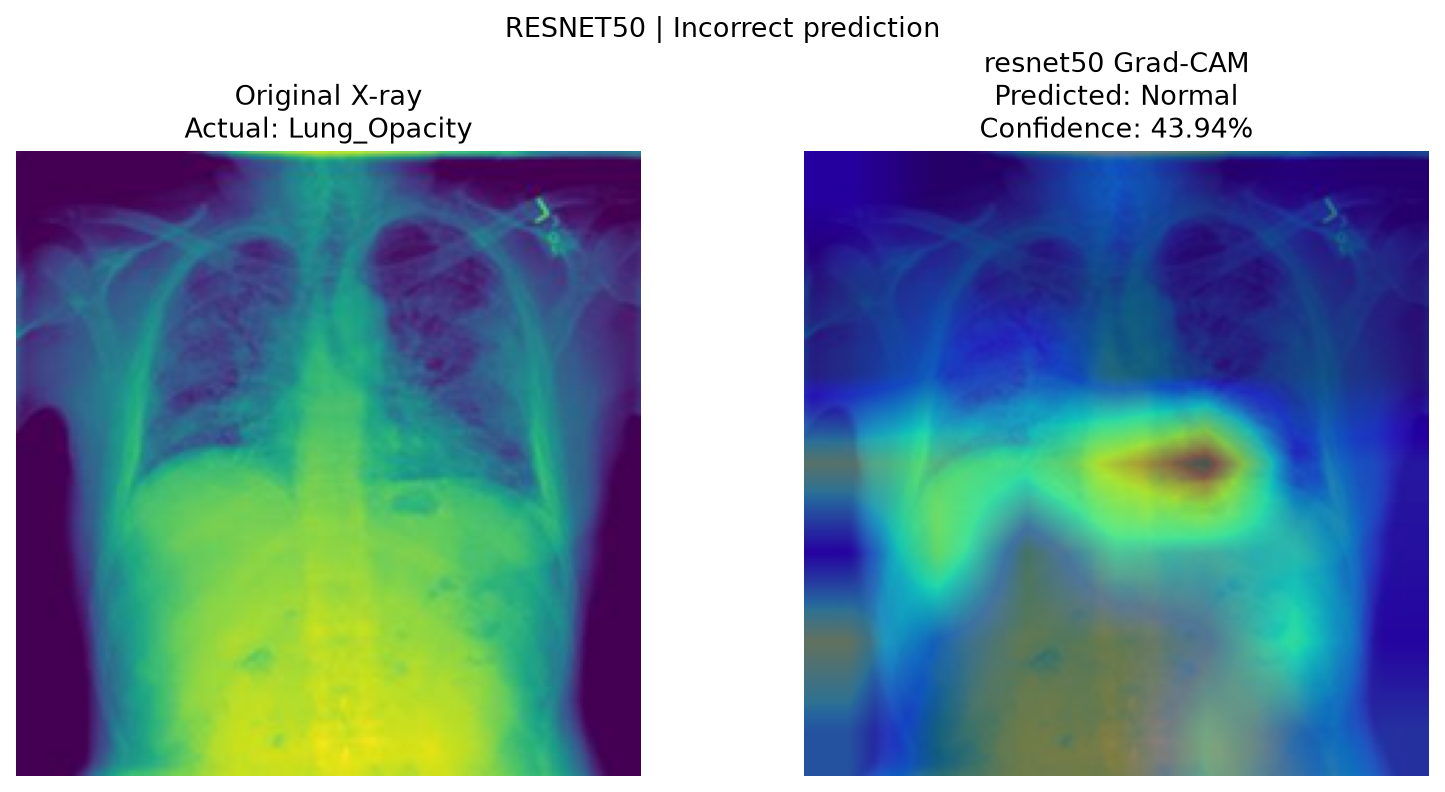 RESNET50 | Incorrect prediction
Original X-ray
Actual: Lung_Opacity
resnet50 Grad-CAM
Predicted: Normal
Confidence: 43.94%